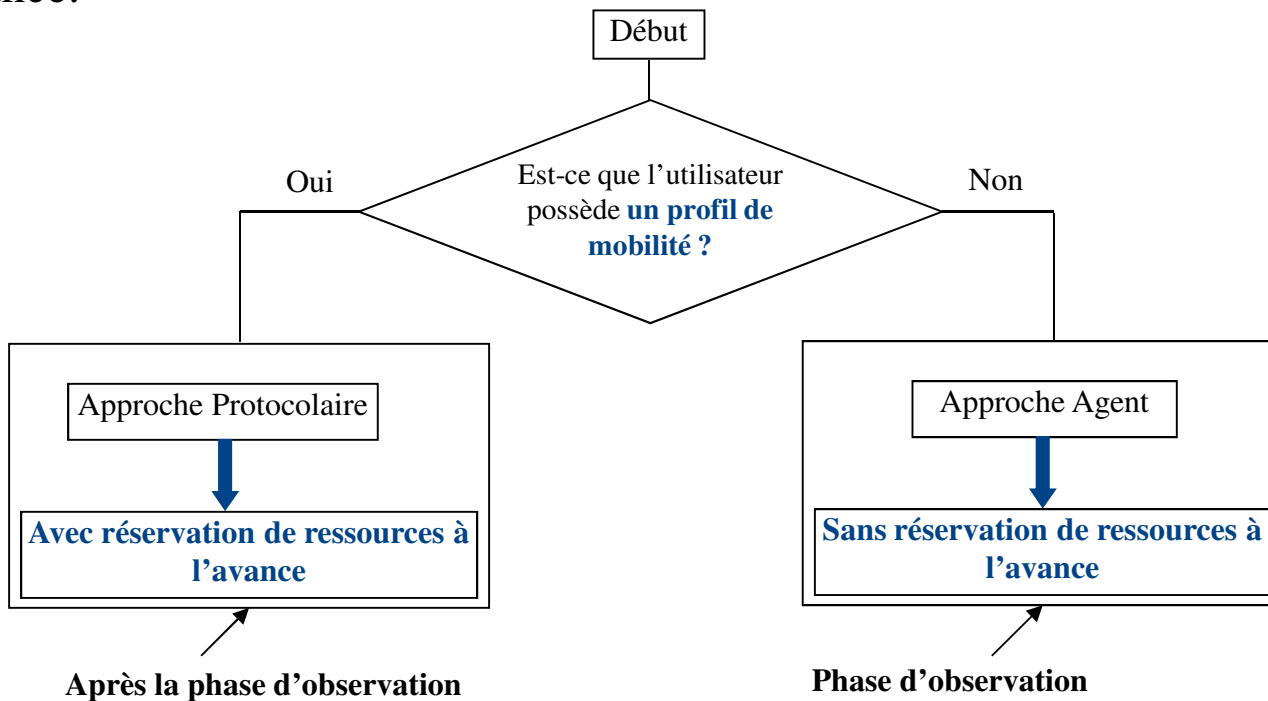 Début
Oui
Est-ce que l’utilisateur
possède un profil de
mobilité ?
Non
Approche Protocolaire
Avec réservation de ressources à
l’avance
Après la phase d’observation
Approche Agent
Sans réservation de ressources à
l’avance
Phase d’observation